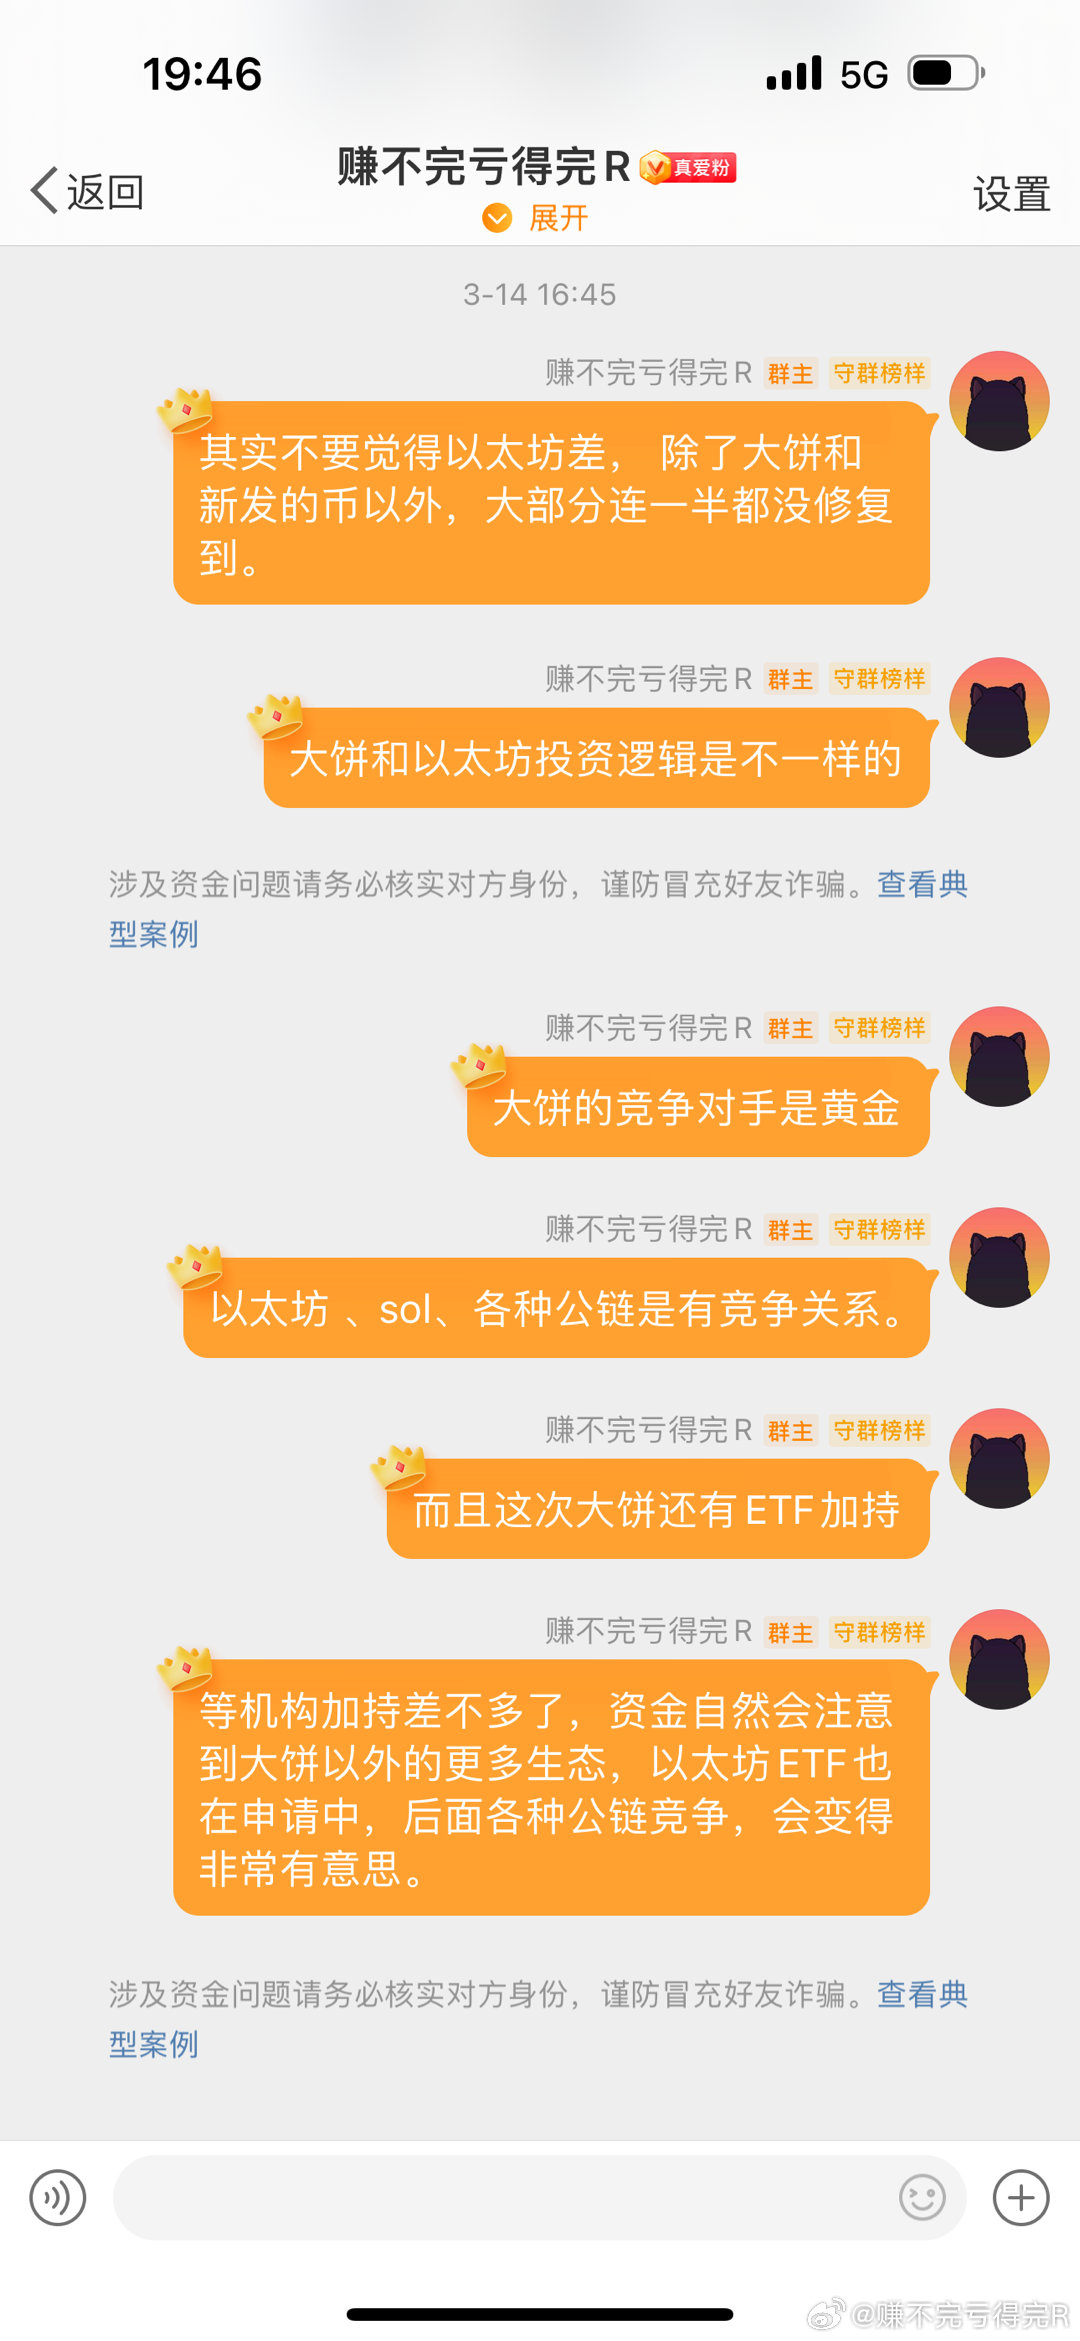 19:46
5G
返回
赚不完亏得完R
真爱粉
展开
设置
3-14 16:45
赚不完亏得完R 群主 守群榜样
其实不要觉得以太坊差， 除了大饼和
新发的币以外，大部分连一半都没修复
到。
赚不完亏得完R 群主 守群榜样
大饼和以太坊投资逻辑是不一样的
涉及资金问题请务必核实对方身份，谨防冒充好友诈骗。查看典
型案例
赚不完亏得完R 群主 守群榜样
大饼的竞争对手是黄金
赚不完亏得完R 群主 守群榜样
以太坊 、sol、各种公链是有竞争关系。
赚不完亏得完R 群主 守群榜样
而且这次大饼还有ETF加持
赚不完亏得完R 群主 守群榜样
等机构加持差不多了，资金自然会注意
到大饼以外的更多生态，以太坊ETF也
在申请中，后面各种公链竞争，会变得
非常有意思。
涉及资金问题请务必核实对方身份，谨防冒充好友诈骗。查看典
型案例
@赚不完亏得完R